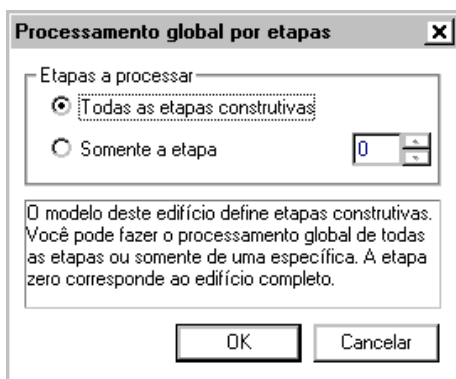 Processamento global por etapas
Etapas a processar
Todas as etapas construtivas
Somente a etapa 0
O modelo deste edifício define etapas construtivas.
Você pode fazer o processamento global de todas
as etapas ou somente de uma específica. A etapa
zero corresponde ao edifício completo.
OK Cancelar